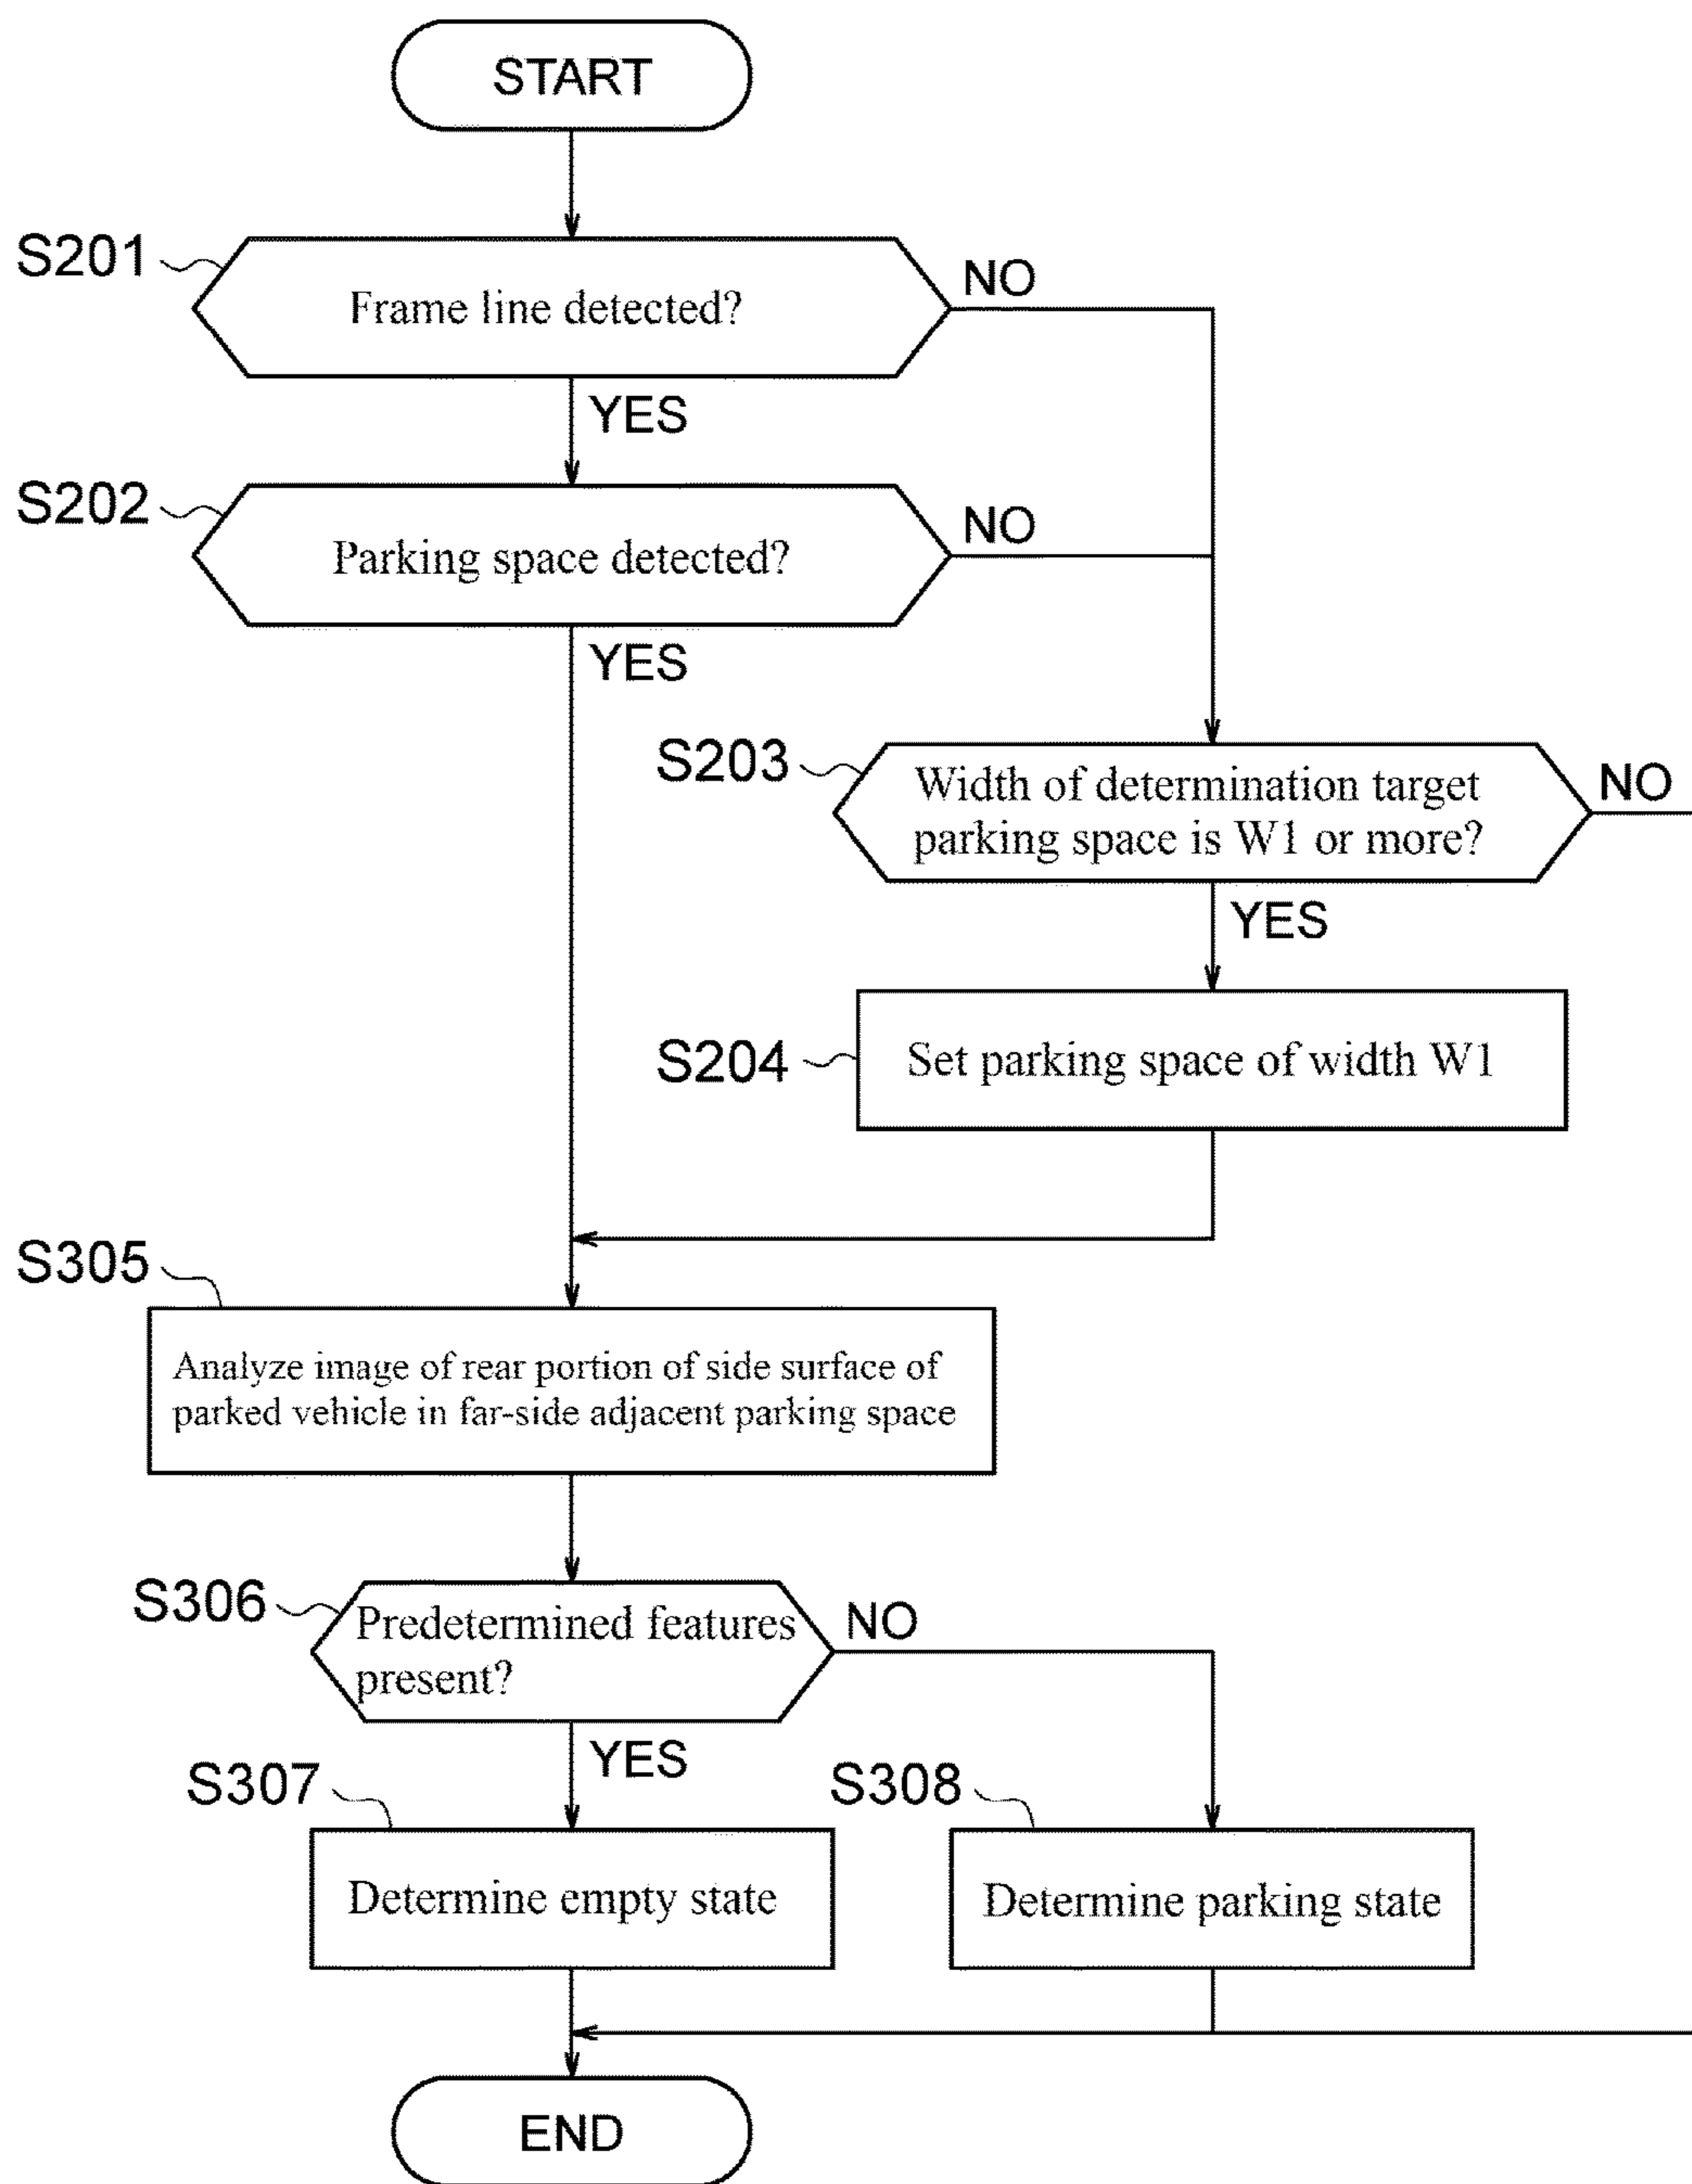 START
S201
Frame line detected?
NO
YES
S202
Parking space detected?
NO
YES
S203
Width of determination target
parking space is W1 or more?
NO
YES
S204
Set parking space of width W1
S305
Analyze image of rear portion of side surface of
parked vehicle in far-side adjacent parking space
S306
Predetermined features
present?
NO
YES
S307
Determine empty state
S308
Determine parking state
END